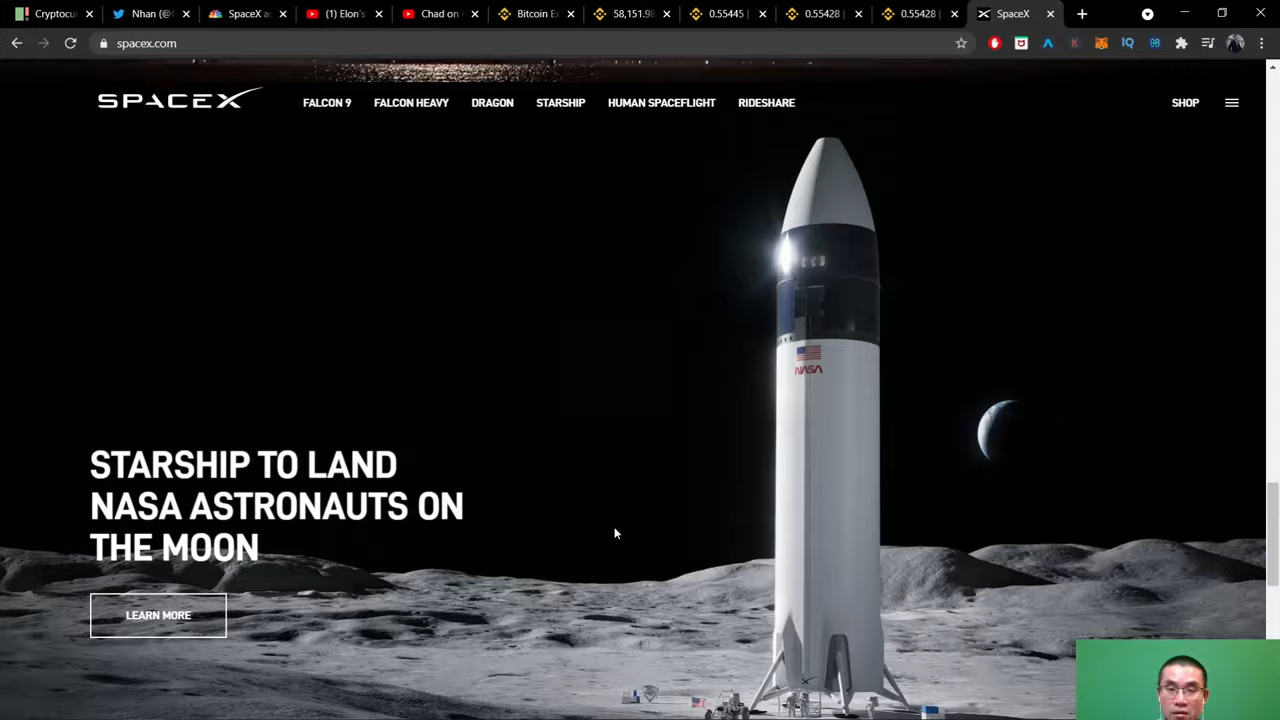 Cryptocu
Nhan (@N
SpaceX a
(1) Elon's
Chad on
Bitcoin Ex
58,151.98
0.55445 |
0.55428 |
0.55428 |
SpaceX
spacex.com
SPACEX
FALCON 9
FALCON HEAVY
DRAGON
STARSHIP
HUMAN SPACEFLIGHT
RIDESHARE
SHOP
NASA
STARSHIP TO LAND
NASA ASTRONAUTS ON
THE MOON
LEARN MORE